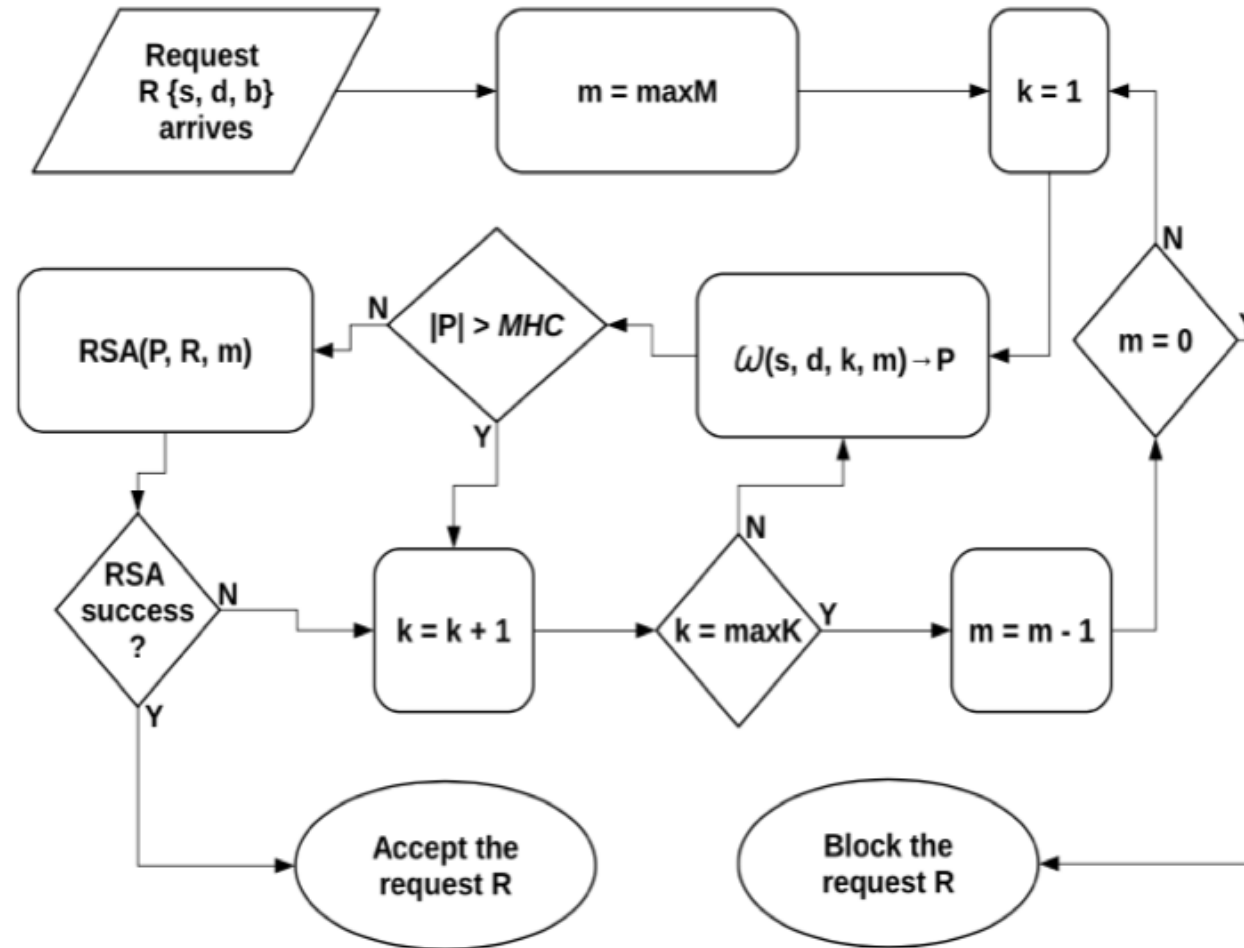 Request
R {s, d, b}
arrives
m = maxM
k = 1
N
m = 0
Y
ω(s, d, k, m)→P
|P| > MHC
N
Y
RSA(P, R, m)
RSA
success
?
N
Y
k = k + 1
k = maxK
N
Y
m = m - 1
Accept the
request R
Block the
request R